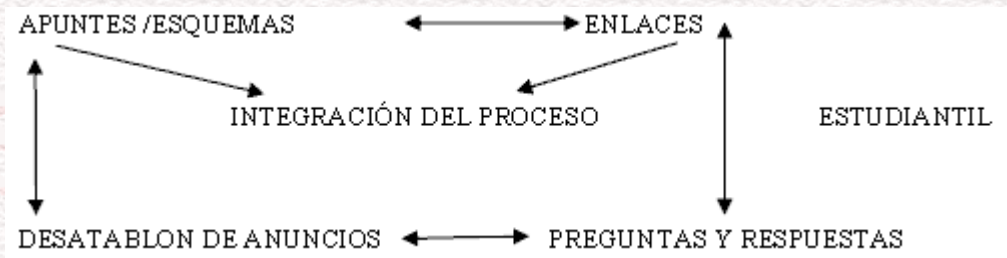 APUNTES /ESQUEMAS ENLACES
INTEGRACIÓN DEL PROCESO ESTUDIANTIL
DESATABLON DE ANUNCIOS PREGUNTAS Y RESPUESTAS